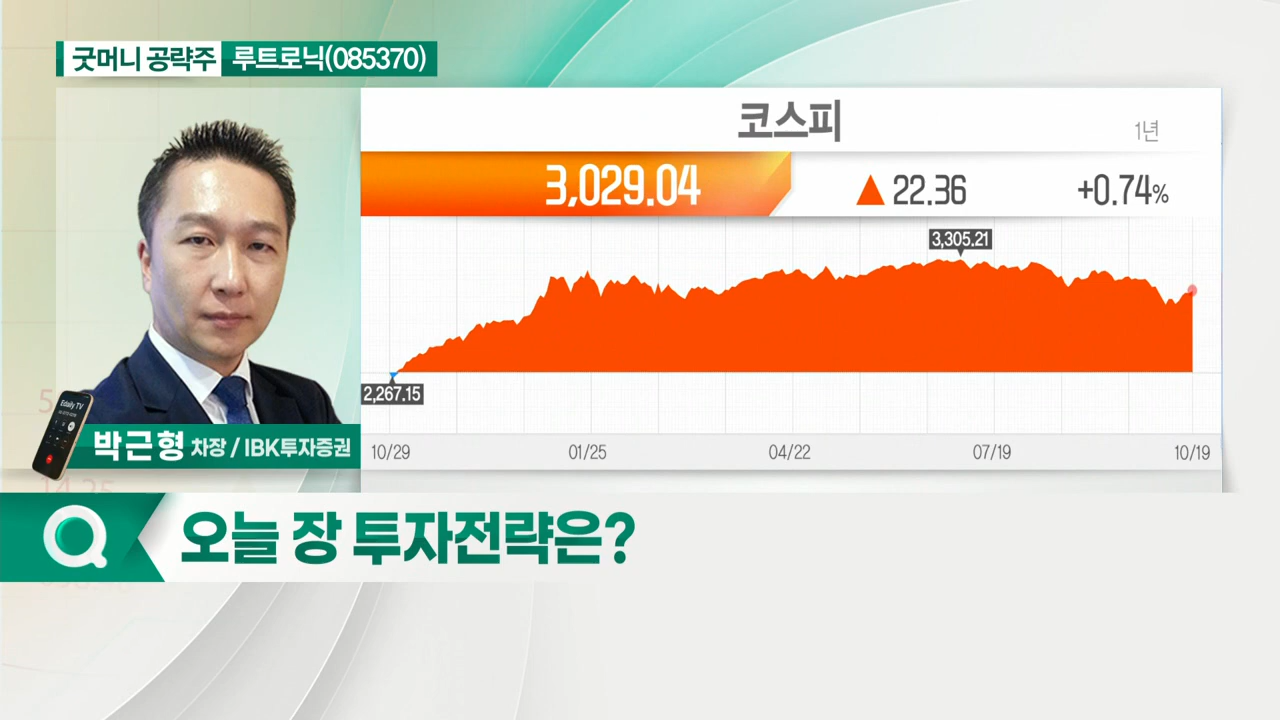 굿머니 공략주 루트로닉(085370)
코스피
1년
3,029.04 ▲ 22.36 +0.74%
3,305.21
2,267.15
10/29 01/25 04/22 07/19 10/19
Edaily TV
박근형 차장 / IBK투자증권
Q 오늘 장 투자전략은?